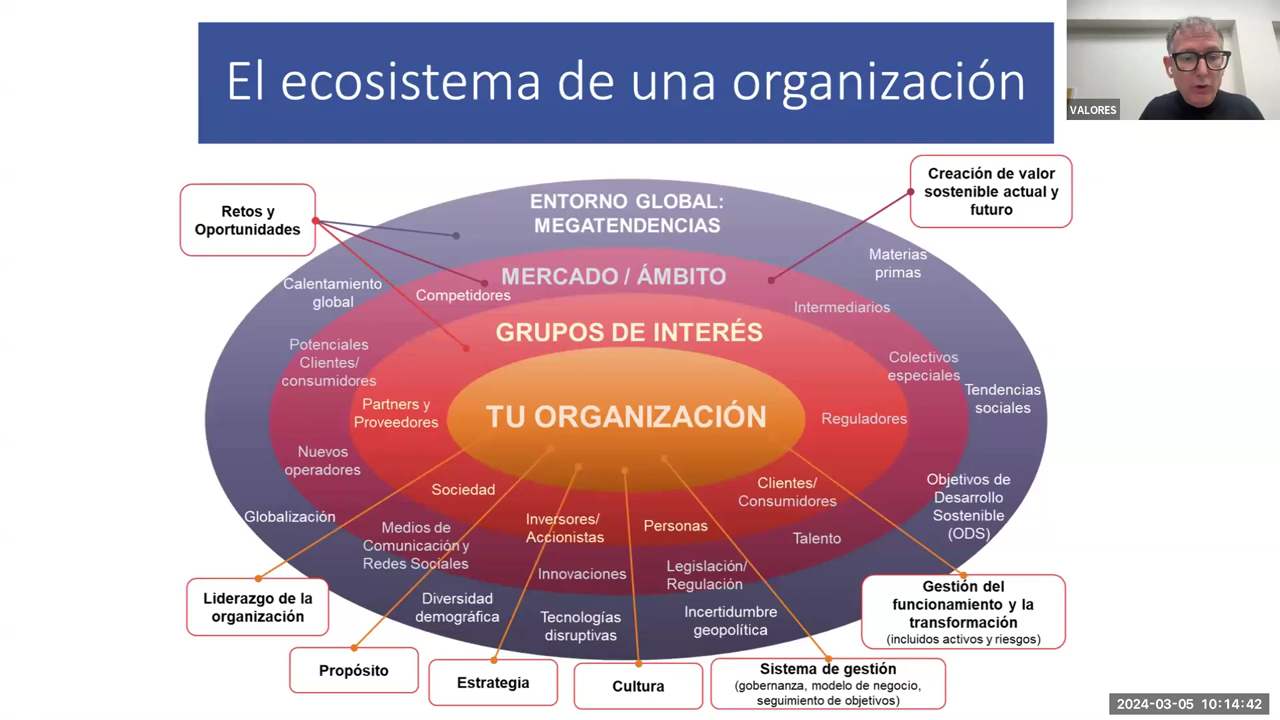 El ecosistema de una organización
VALORES
Retos y
Oportunidades
Creación de valor
sostenible actual y
futuro
ENTORNO GLOBAL:
MEGATENDENCIAS
Materias
primas
MERCADO / ÁMBITO
Calentamiento
global
Competidores
Intermediarios
GRUPOS DE INTERÉS
Potenciales
Clientes/
consumidores
Colectivos
especiales
Tendencias
sociales
Partners y
Proveedores
TU ORGANIZACIÓN
Reguladores
Nuevos
operadores
Sociedad
Clientes/
Consumidores
Objetivos de
Desarrollo
Sostenible
(ODS)
Globalización
Medios de
Comunicación y
Redes Sociales
Inversores/
Accionistas
Personas
Talento
Innovaciones
Legislación/
Regulación
Diversidad
demográfica
Tecnologías
disruptivas
Incertidumbre
geopolítica
Liderazgo de la
organización
Propósito
Estrategia
Cultura
Sistema de gestión
(gobernanza, modelo de negocio,
seguimiento de objetivos)
Gestión del
funcionamiento y la
transformación
(incluidos activos y riesgos)
2024-03-05 10:14:42